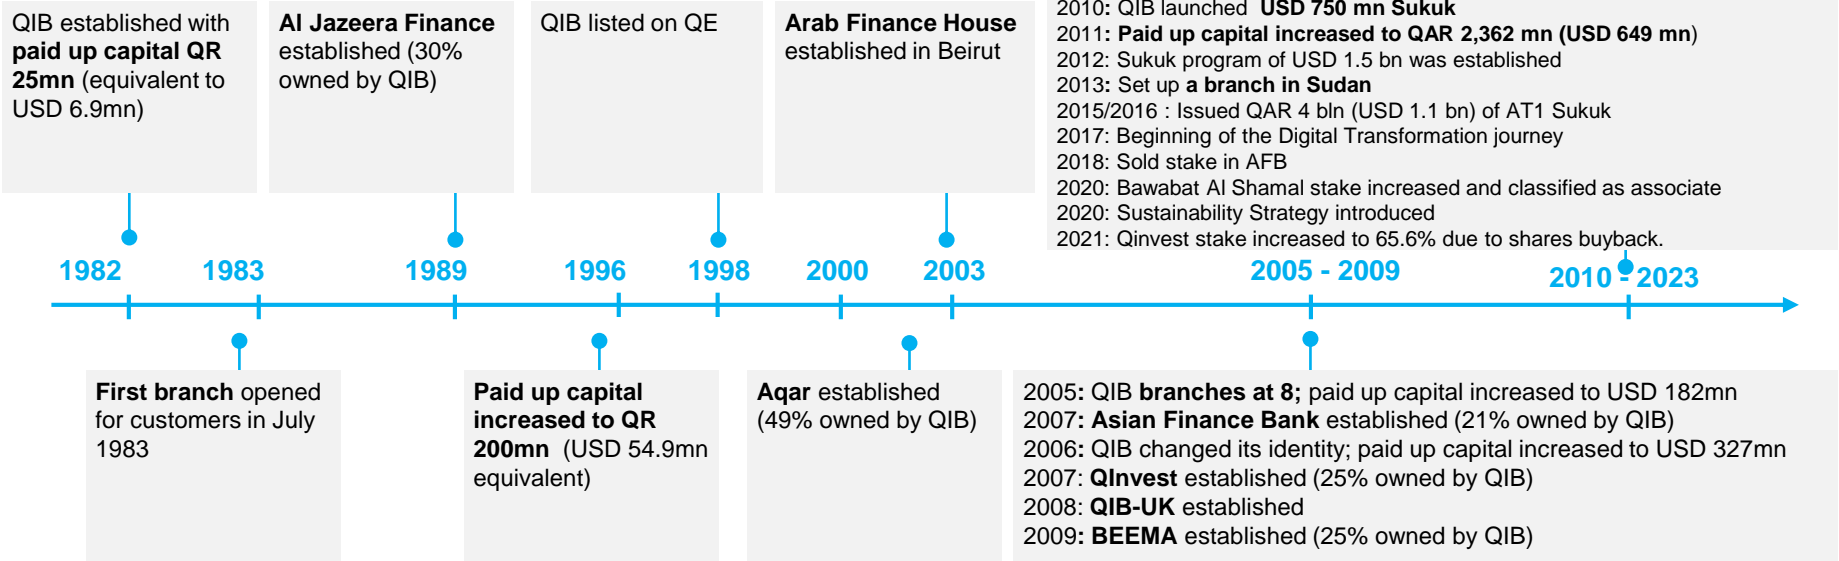 QIB established with
paid up capital QR
25mn (equivalent to
USD 6.9mn)
Al Jazeera Finance
established (30%
owned by QIB)
QIB listed on QE
Arab Finance House
established in Beirut
2010: QIB launched USD 750 mn Sukuk
2011: Paid up capital increased to QAR 2,362 mn (USD 649 mn)
2012: Sukuk program of USD 1.5 bn was established
2013: Set up a branch in Sudan
2015/2016 : Issued QAR 4 bln (USD 1.1 bn) of AT1 Sukuk
2017: Beginning of the Digital Transformation journey
2018: Sold stake in AFB
2020: Bawabat Al Shamal stake increased and classified as associate
2020: Sustainability Strategy introduced
2021: Qinvest stake increased to 65.6% due to shares buyback.
1982 1983 1989 1996 1998 2000 2003 2005 - 2009 2010 - 2023
First branch opened
for customers in July
1983
Paid up capital
increased to QR
200mn (USD 54.9mn
equivalent)
Aqar established
(49% owned by QIB)
2005: QIB branches at 8; paid up capital increased to USD 182mn
2007: Asian Finance Bank established (21% owned by QIB)
2006: QIB changed its identity; paid up capital increased to USD 327mn
2007: QInvest established (25% owned by QIB)
2008: QIB-UK established
2009: BEEMA established (25% owned by QIB)